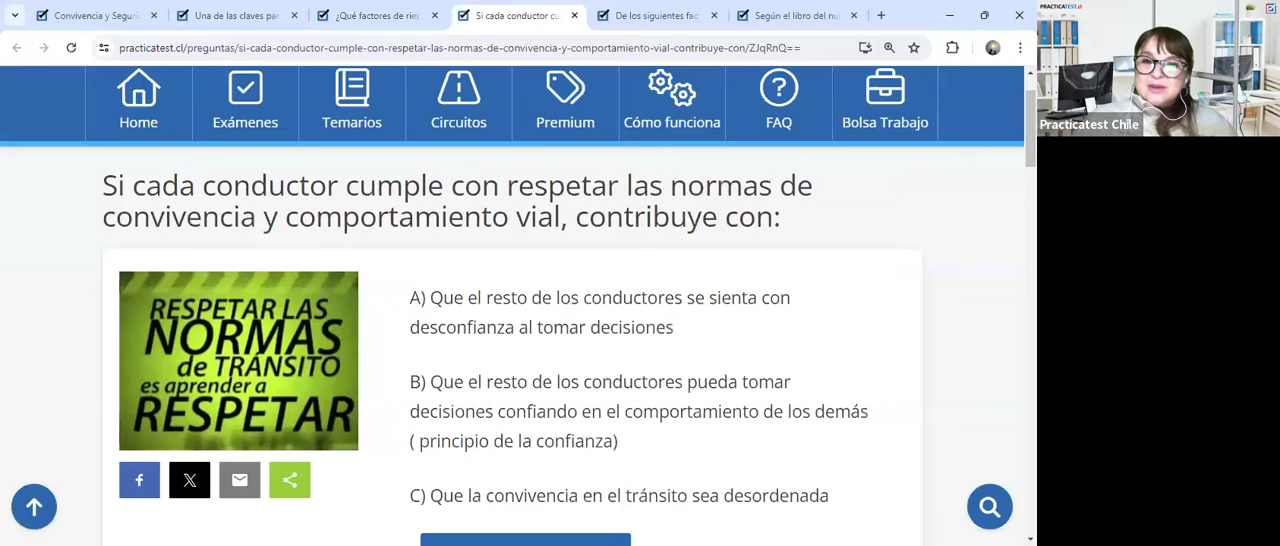 Convivencia y Seguri
Una de las claves par
¿Qué factores de ries
Si cada conductor cu
De los siguientes fac
Según el libro del nu
practicatest.cl/preguntas/si-cada-conductor-cumple-con-respetar-las-normas-de-convivencia-y-comportamiento-vial-contribuye-con/ZJqRnQ==
PRACTICATEST.cl
Practicatest Chile
Home
Exámenes
Temarios
Circuitos
Premium
Cómo funciona
FAQ
Bolsa Trabajo
Si cada conductor cumple con respetar las normas de
convivencia y comportamiento vial, contribuye con:
RESPETAR LAS
NORMAS
de TRÁNSITO
es aprender a
RESPETAR
A) Que el resto de los conductores se sienta con
desconfianza al tomar decisiones
B) Que el resto de los conductores pueda tomar
decisiones confiando en el comportamiento de los demás
( principio de la confianza)
C) Que la convivencia en el tránsito sea desordenada